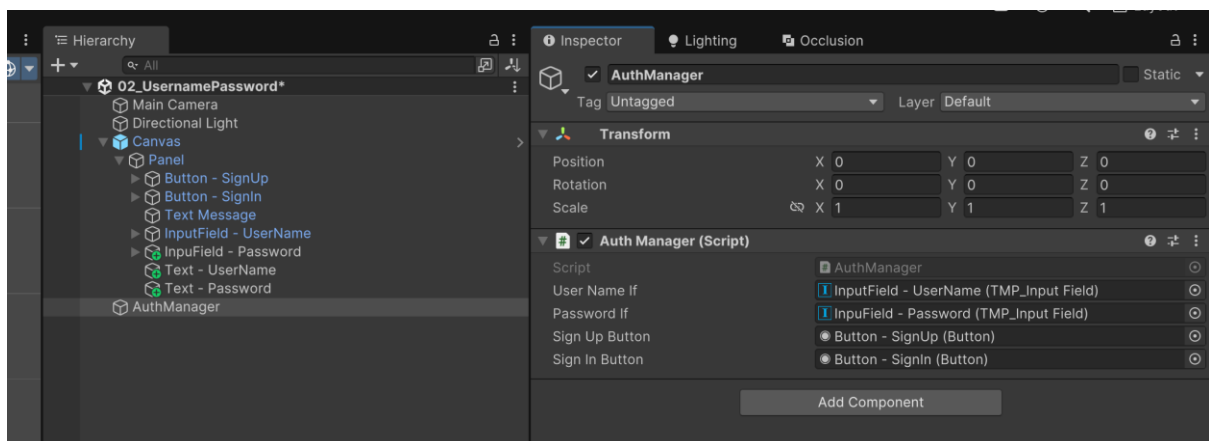 Hierarchy
All
02_UsernamePassword*
Main Camera
Directional Light
Canvas
Panel
Button - SignUp
Button - SignIn
Text Message
InputField - UserName
InpuField - Password
Text - UserName
Text - Password
AuthManager
Inspector Lighting Occlusion
AuthManager Static
Tag Untagged Layer Default
Transform
Position X 0 Y 0 Z 0
Rotation X 0 Y 0 Z 0
Scale X 1 Y 1 Z 1
# Auth Manager (Script)
Script AuthManager
User Name If InputField - UserName (TMP_Input Field)
Password If InpuField - Password (TMP_Input Field)
Sign Up Button Button - SignUp (Button)
Sign In Button Button - SignIn (Button)
Add Component